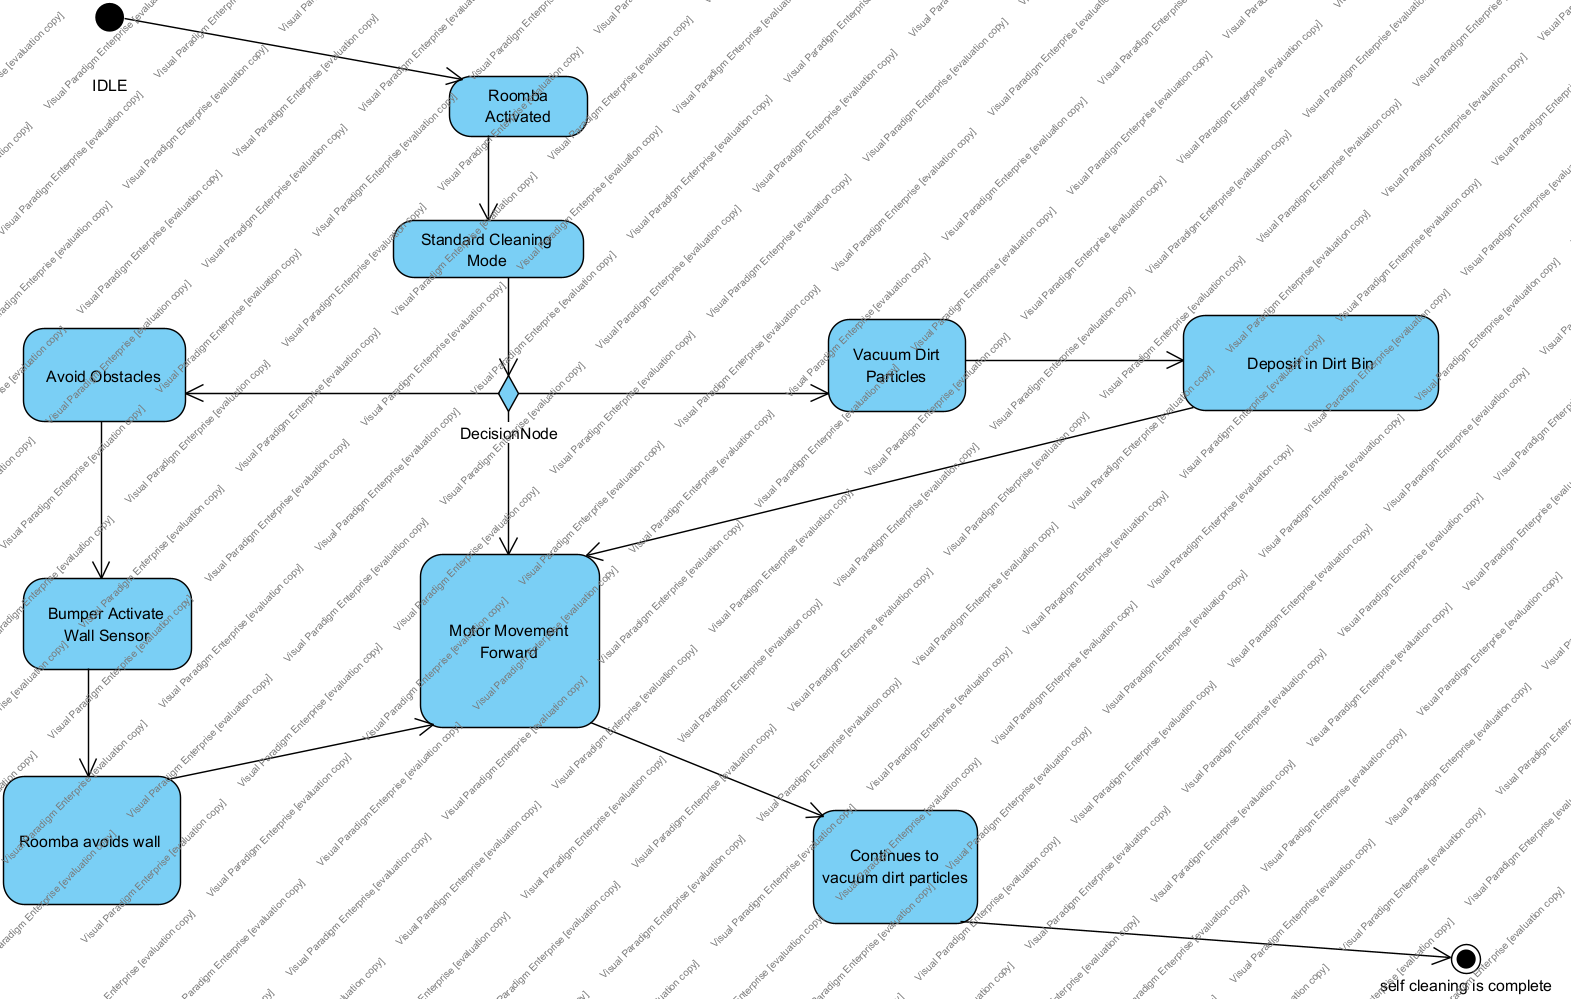 IDLE
Roomba
Activated
Standard Cleaning
Mode
Avoid Obstacles
Vacuum Dirt
Particles
Deposit in Dirt Bin
DecisionNode
Bumper Activate
Wall Sensor
Motor Movement
Forward
Roomba avoids wall
Continues to
vacuum dirt particles
self cleaning is complete
Visual Paradigm Enterprise [evaluation copy]